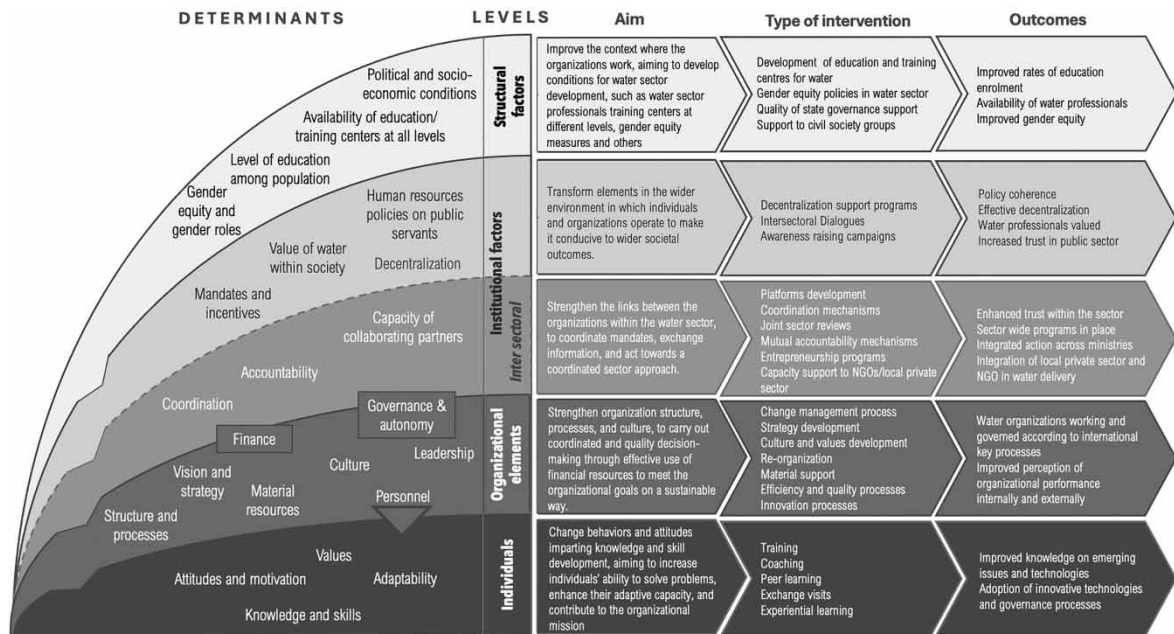 DETERMINANTS
LEVELS
Aim
Type of intervention
Outcomes
Political and socio-
economic conditions
Availability of education/
training centers at all levels
Level of education
among population
Gender
equity and
gender roles
Structural
factors
Improve the context where the
organizations work, aiming to develop
conditions for water sector
development, such as water sector
professionals training centers at
different levels, gender equity
measures and others
Development of education and training
centres for water
Gender equity policies in water sector
Quality of state governance support
Support to civil society groups
Improved rates of education
enrolment
Availability of water professionals
Improved gender equity
Human resources
policies on public
servants
Value of water
within society
Decentralization
Mandates and
incentives
Institutional factors
Transform elements in the wider
environment in which individuals
and organizations operate to make
it conducive to wider societal
outcomes.
Decentralization support programs
Intersectoral Dialogues
Awareness raising campaigns
Policy coherence
Effective decentralization
Water professionals valued
Increased trust in public sector
Capacity of
collaborating partners
Accountability
Coordination
Inter sectoral
Strengthen the links between the
organizations within the water sector,
to coordinate mandates, exchange
information, and act towards a
coordinated sector approach.
Platforms development
Coordination mechanisms
Joint sector reviews
Mutual accountability mechanisms
Entrepreneurship programs
Capacity support to NGOs/local private
sector
Enhanced trust within the sector
Sector wide programs in place
Integrated action across ministries
Integration of local private sector and
NGO in water delivery
Governance &
autonomy
Finance
Leadership
Culture
Vision and
strategy
Material
resources
Personnel
Structure and
processes
Organizational
elements
Strengthen organization structure,
processes, and culture, to carry out
coordinated and quality decision-
making through effective use of
financial resources to meet the
organizational goals on a sustainable
way.
Change management process
Strategy development
Culture and values development
Re-organization
Material support
Efficiency and quality processes
Innovation processes
Water organizations working and
governed according to international
key processes
Improved perception of
organizational performance
internally and externally
Values
Attitudes and motivation
Adaptability
Knowledge and skills
Individuals
Change behaviors and attitudes
imparting knowledge and skill
development, aiming to increase
individuals' ability to solve problems,
enhance their adaptive capacity, and
contribute to the organizational
mission
Training
Coaching
Peer learning
Exchange visits
Experiential learning
Improved knowledge on emerging
issues and technologies
Adoption of innovative technologies
and governance processes